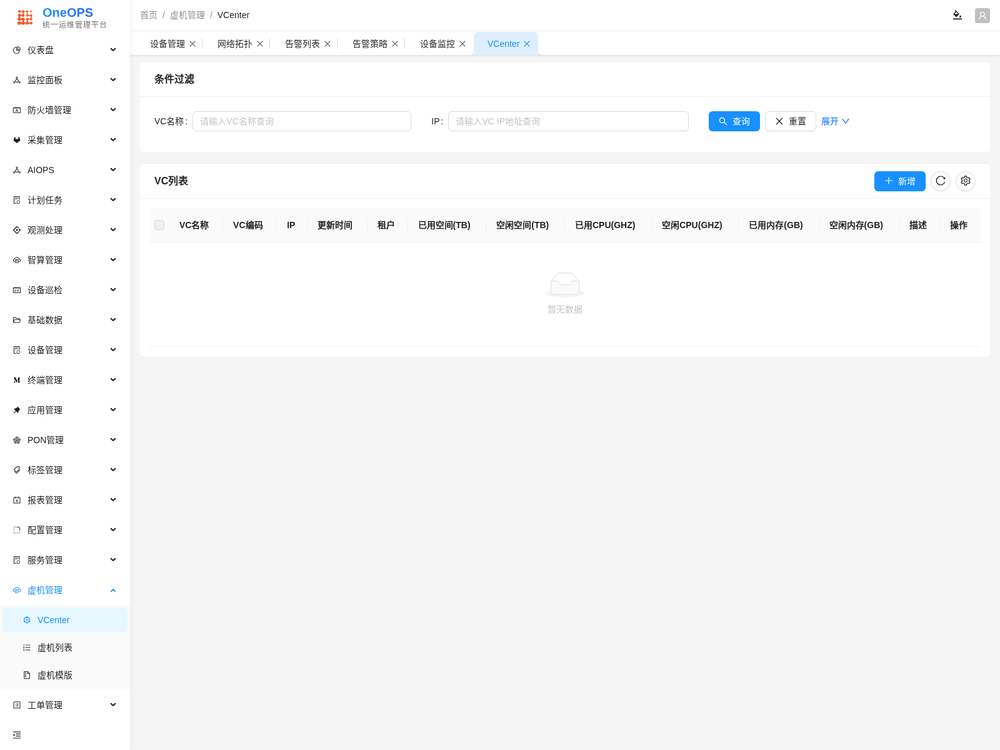 OneOPS
统一运维管理平台
仪表盘
监控面板
防火墙管理
采集管理
AIOPS
计划任务
观测处理
智算管理
设备巡检
基础数据
设备管理
终端管理
应用管理
PON管理
标签管理
报表管理
配置管理
服务管理
虚机管理
VCenter
虚机列表
虚机模版
工单管理
首页 / 虚机管理 / VCenter
设备管理 网络拓扑 告警列表 告警策略 设备监控 VCenter
条件过滤
VC名称 : 请输入VC名称查询 IP : 请输入VC IP地址查询 查询 重置 展开
VC列表 新增
VC名称 VC编码 IP 更新时间 租户 已用空间(TB) 空闲空间(TB) 已用CPU(GHZ) 空闲CPU(GHZ) 已用内存(GB) 空闲内存(GB) 描述 操作
暂无数据